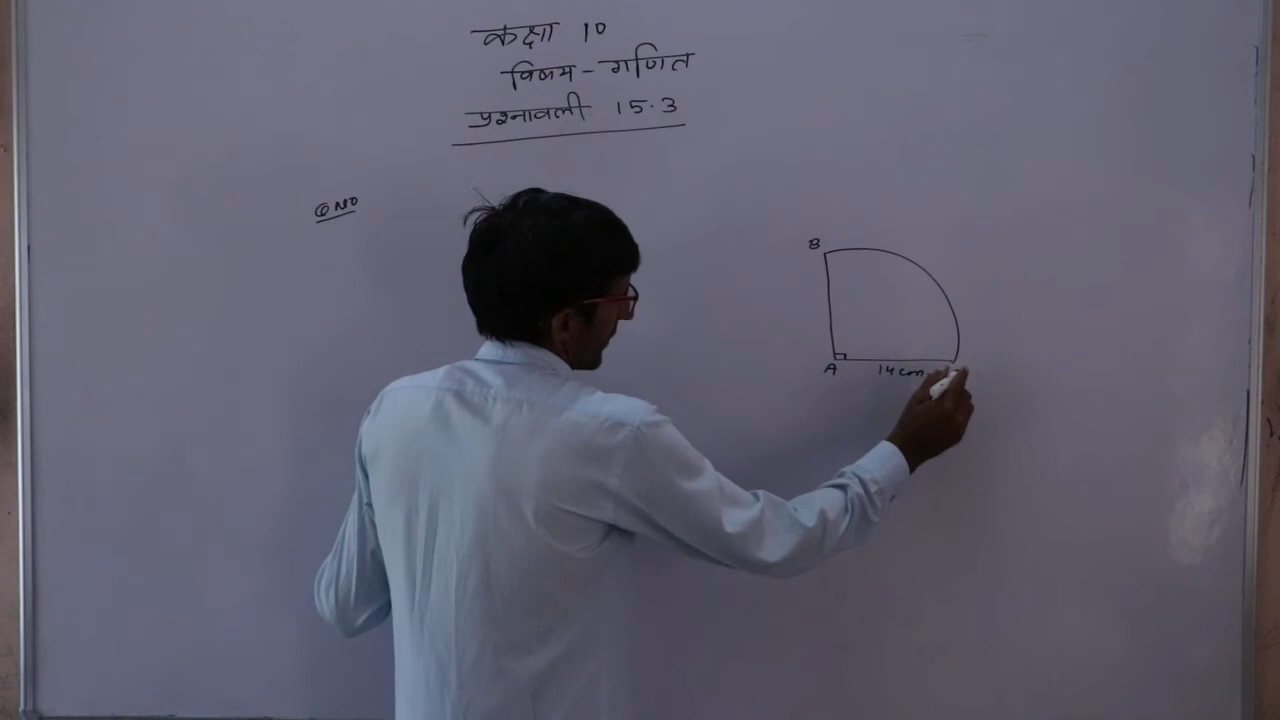 कक्षा 10
विषय - गणित
प्रश्नावली 15.3
Q NO
B
A
14 cm